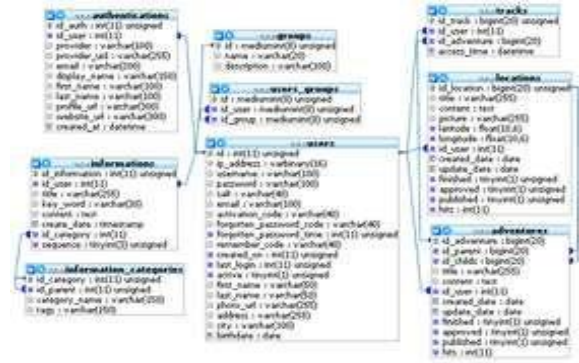 authentications
id_auth : int(11) unsigned
id_user : int(11)
provider : varchar(100)
provider_uid : varchar(255)
email : varchar(200)
display_name : varchar(150)
first_name : varchar(100)
last_name : varchar(100)
profile_url : varchar(300)
website_url : varchar(300)
created_at : datetime
informations
id_information : int(11) unsigned
id_user : int(11)
title : varchar(255)
key_word : varchar(50)
content : text
create_date : timestamp
id_category : int(11)
sequence : tinyint(3) unsigned
information_categories
id_category : int(11) unsigned
id_parent : int(11) unsigned
category_name : varchar(150)
tags : varchar(150)
groups
id : mediumint(8) unsigned
name : varchar(20)
description : varchar(100)
users_groups
id : mediumint(8) unsigned
id_user : mediumint(8) unsigned
id_group : mediumint(8) unsigned
users
id : int(11) unsigned
ip_address : varbinary(16)
username : varchar(100)
password : varchar(100)
salt : varchar(40)
email : varchar(100)
activation_code : varchar(40)
forgotten_password_code : varchar(40)
forgotten_password_time : int(11) unsigned
remember_code : varchar(40)
created_on : int(11) unsigned
last_login : int(11) unsigned
active : tinyint(1) unsigned
first_name : varchar(50)
last_name : varchar(50)
photo_url : varchar(255)
address : varchar(255)
city : varchar(100)
birthdate : date
tracks
id_track : bigint(20) unsigned
id_user : int(11)
id_adventure : bigint(20)
access_time : datetime
locations
id_location : bigint(20) unsigned
title : varchar(255)
content : text
picture : varchar(255)
latitude : float(10,6)
longitude : float(10,6)
id_user : int(11)
created_date : date
update_date : date
finished : tinyint(1) unsigned
approved : tinyint(1) unsigned
published : tinyint(1) unsigned
hits : int(11)
adventures
id_adventure : bigint(20)
id_parent : bigint(20)
id_childs : bigint(20)
title : varchar(255)
content : text
id_user : int(11)
created_date : date
update_date : date
finished : tinyint(1) unsigned
approved : tinyint(1) unsigned
published : tinyint(1) unsigned
hits : int(11)